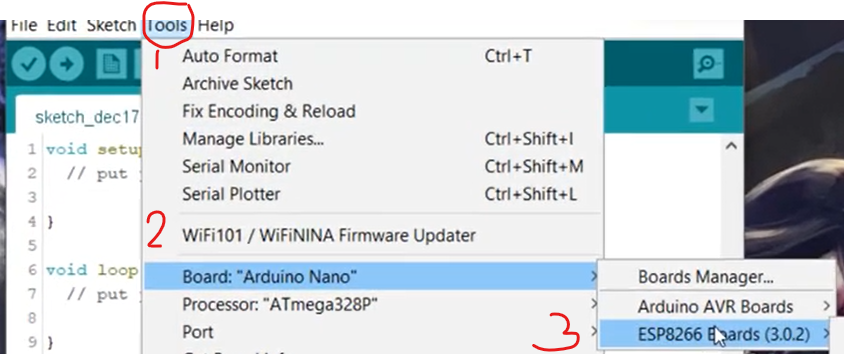 File Edit Sketch Tools Help
1
Auto Format Ctrl+T
Archive Sketch
Fix Encoding & Reload
Manage Libraries... Ctrl+Shift+I
Serial Monitor Ctrl+Shift+M
Serial Plotter Ctrl+Shift+L
2
WiFi101 / WiFiNINA Firmware Updater
Board: "Arduino Nano"
Processor: "ATmega328P"
Port
3
Boards Manager...
Arduino AVR Boards
ESP8266 Boards (3.0.2)
sketch_dec17
1 void setup
2 // put
3
4 }
5
6 void loop
7 // put
8
9 }